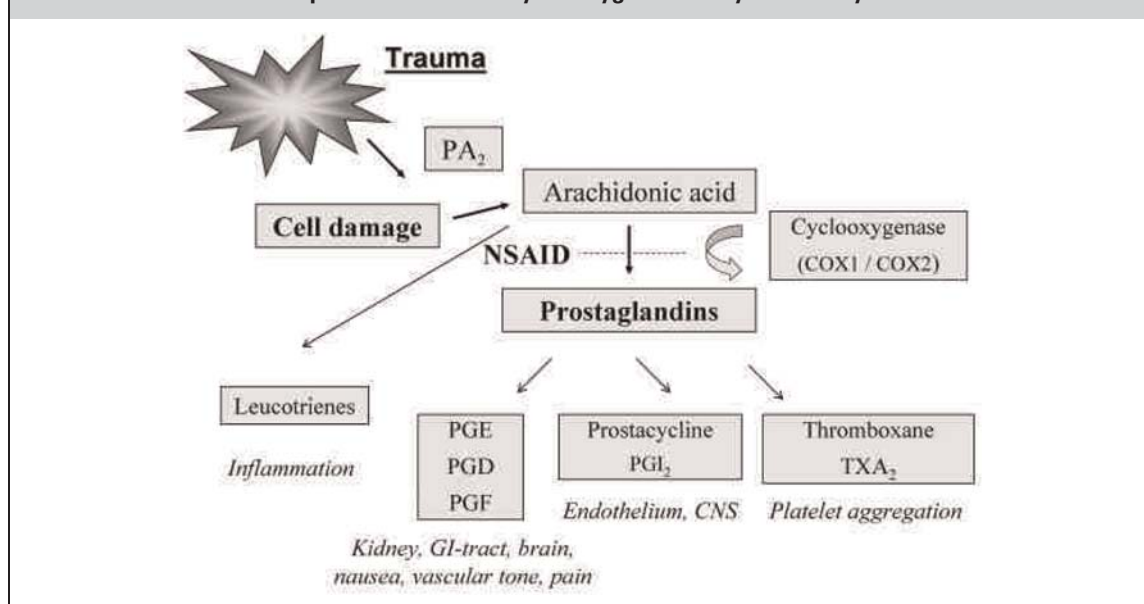 Trauma
PA₂
Arachidonic acid
Cell damage
Cyclooxygenase
(COX1 / COX2)
NSAID
Prostaglandins
Leucotrienes
Inflammation
PGE
PGD
PGF
Kidney, GI-tract, brain,
nausea, vascular tone, pain
Prostacycline
PGI₂
Endothelium, CNS
Thromboxane
TXA₂
Platelet aggregation